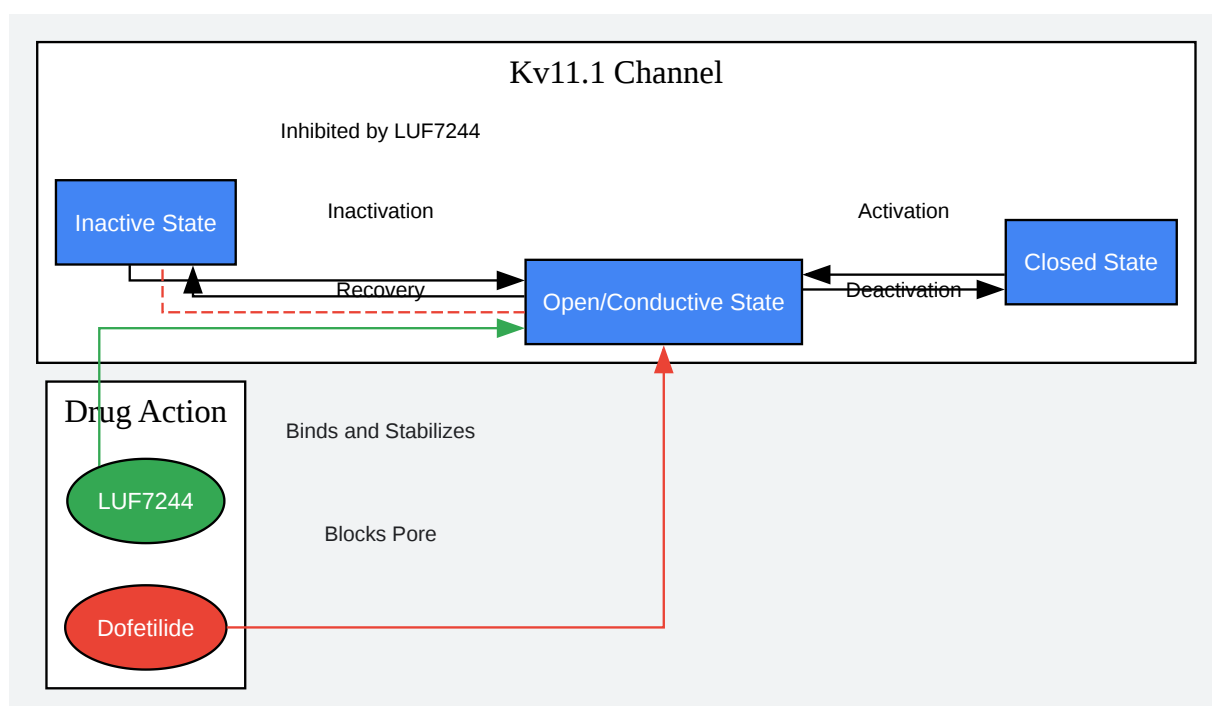 Kv11.1 Channel
Inhibited by LUF7244
Inactive State
Inactivation
Activation
Closed State
Recovery
Open/Conductive State
Deactivation
Drug Action
Binds and Stabilizes
LUF7244
Blocks Pore
Dofetilide